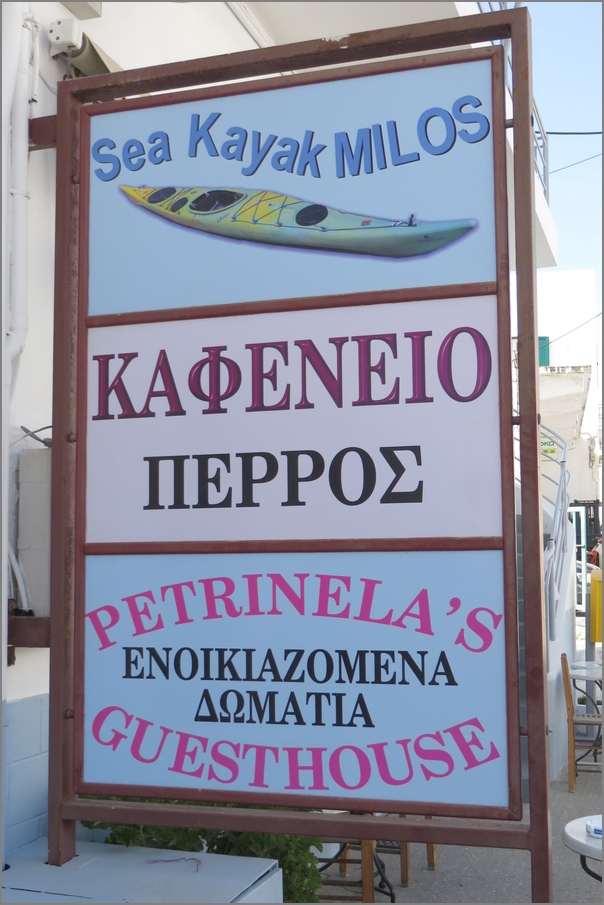 Sea Kayak MILOS
ΚΑΦΕΝΕΙΟ
ΠΕΡΡΟΣ
PETRINELA'S
ΕΝΟΙΚΙΑΖΟΜΕΝΑ
ΔΩΜΑΤΙΑ
GUESTHOUSE